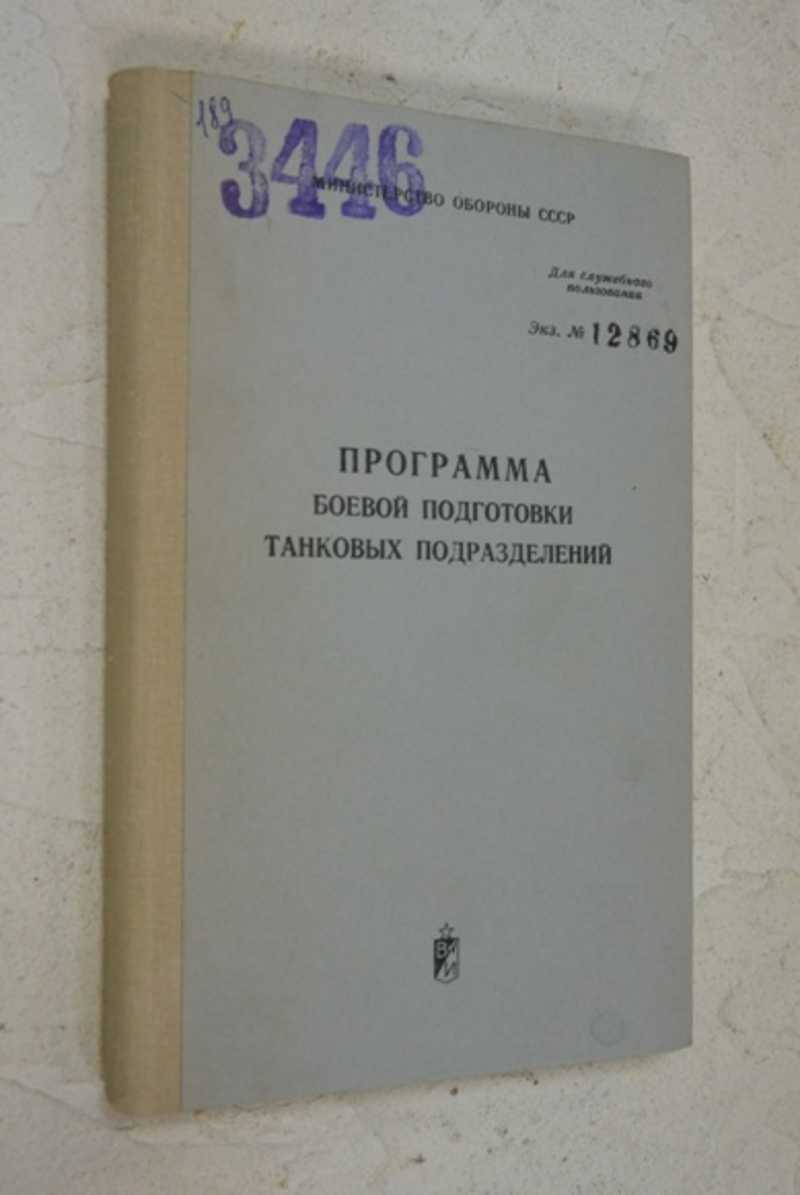 189
3446
МИНИСТЕРСТВО ОБОРОНЫ СССР
Для служебного
пользования
Экз. № 12869
ПРОГРАММА
БОЕВОЙ ПОДГОТОВКИ
ТАНКОВЫХ ПОДРАЗДЕЛЕНИЙ
ВИ